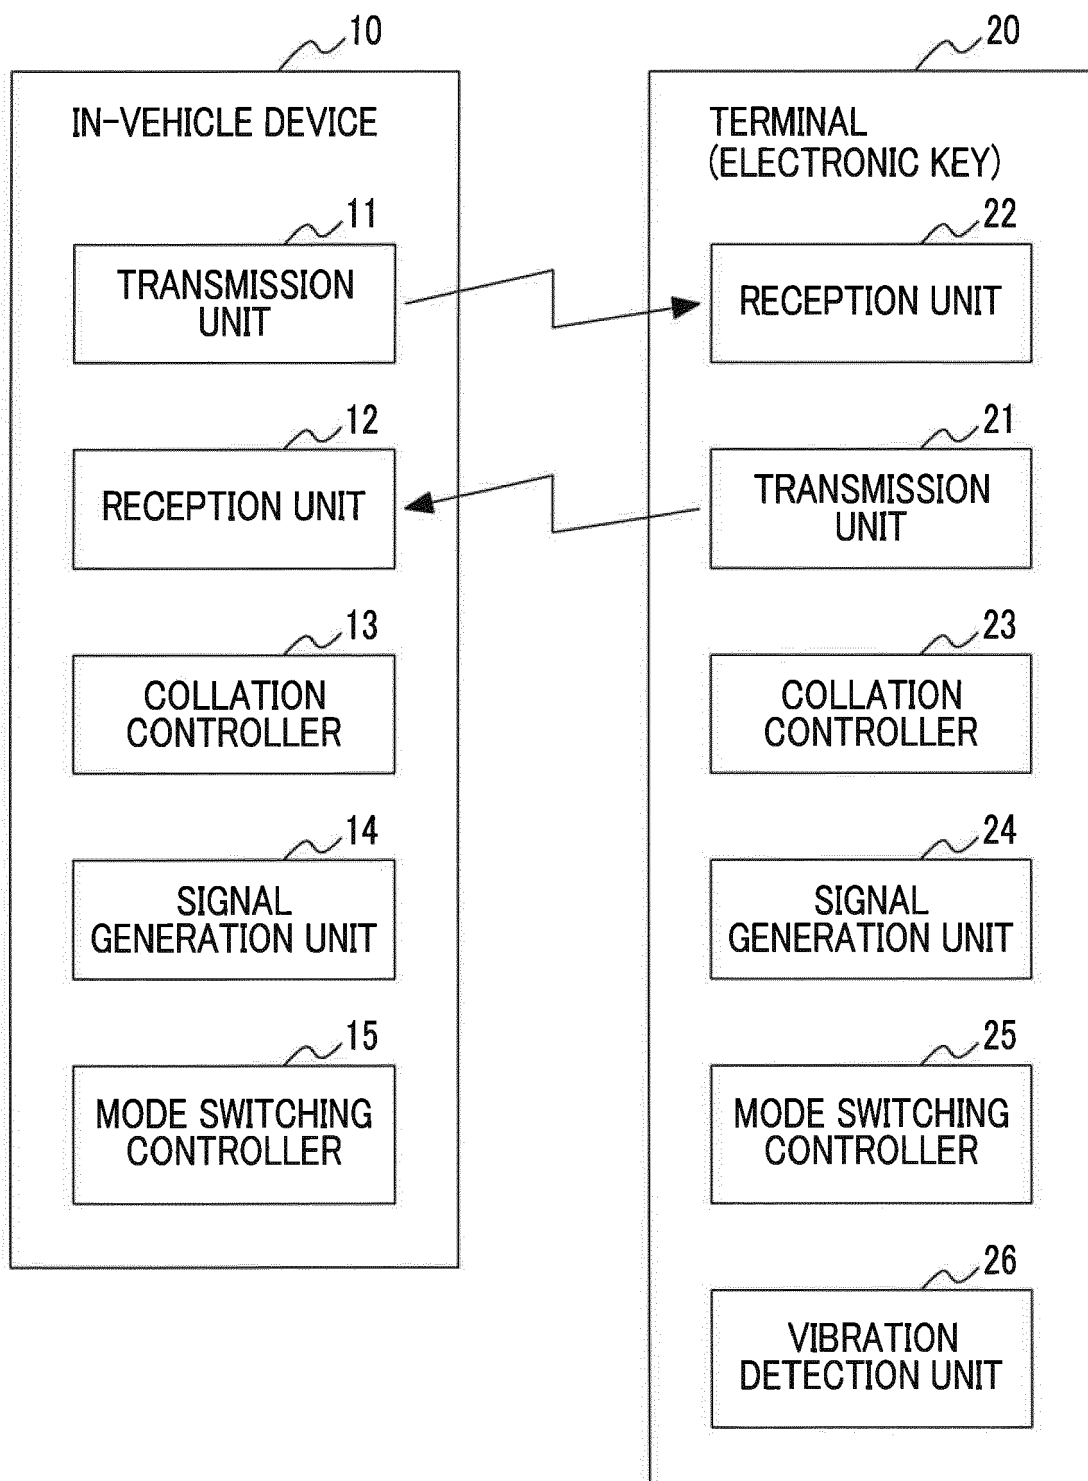 10
IN-VEHICLE DEVICE
11
TRANSMISSION
UNIT
12
RECEPTION UNIT
13
COLLATION
CONTROLLER
14
SIGNAL
GENERATION UNIT
15
MODE SWITCHING
CONTROLLER
20
TERMINAL
(ELECTRONIC KEY)
22
RECEPTION UNIT
21
TRANSMISSION
UNIT
23
COLLATION
CONTROLLER
24
SIGNAL
GENERATION UNIT
25
MODE SWITCHING
CONTROLLER
26
VIBRATION
DETECTION UNIT